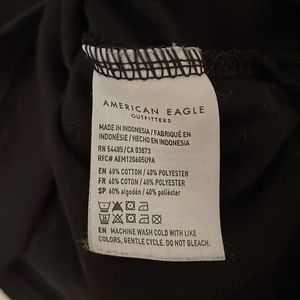 AMERICAN EAGLE
OUTFITTERS
MADE IN INDONESIA / FABRIQUÉ EN
INDONÉSIE / HECHO EN INDONESIA
RN 54485/CA 03873
RFC# AEM120605U9A
EN 60% COTTON / 40% POLYESTER
FR 60% COTON / 40% POLYESTER
SP 60% algodón / 40% poliéster
EN MACHINE WASH COLD WITH LIKE
COLORS, GENTLE CYCLE. DO NOT BLEACH.